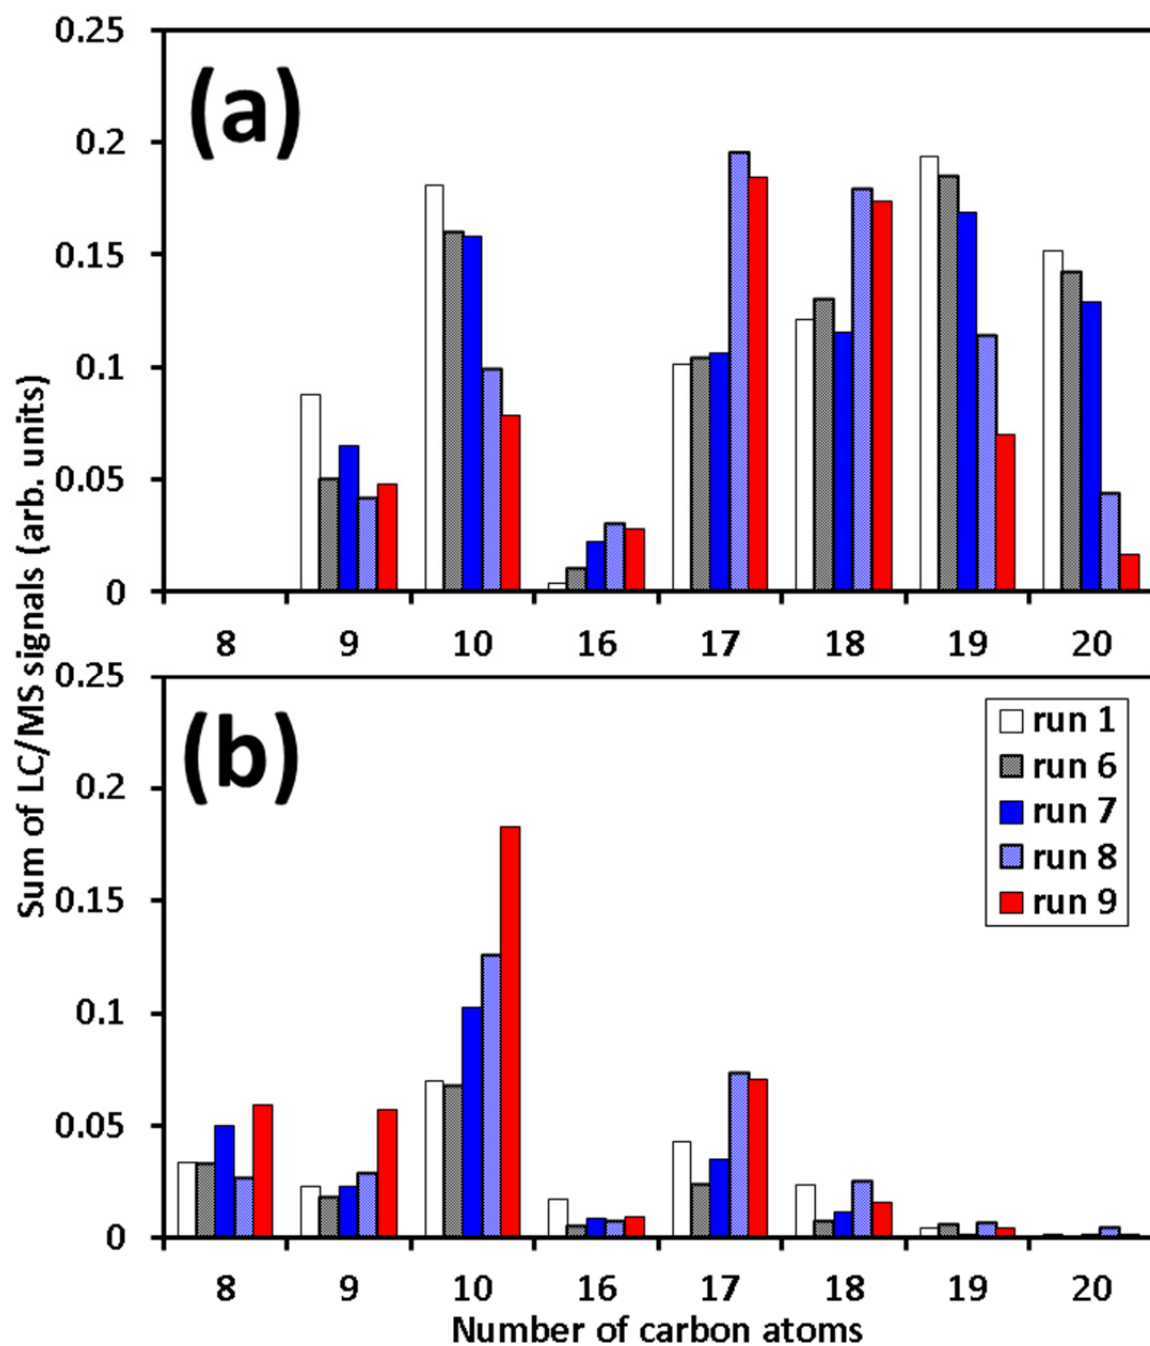 0.25
(a)
0.2
0.15
0.1
0.05
0
8 9 10 16 17 18 19 20
Sum of LC/MS signals (arb. units)
0.25
(b)
run 1
run 6
run 7
run 8
run 9
0.2
0.15
0.1
0.05
0
8 9 10 16 17 18 19 20
Number of carbon atoms